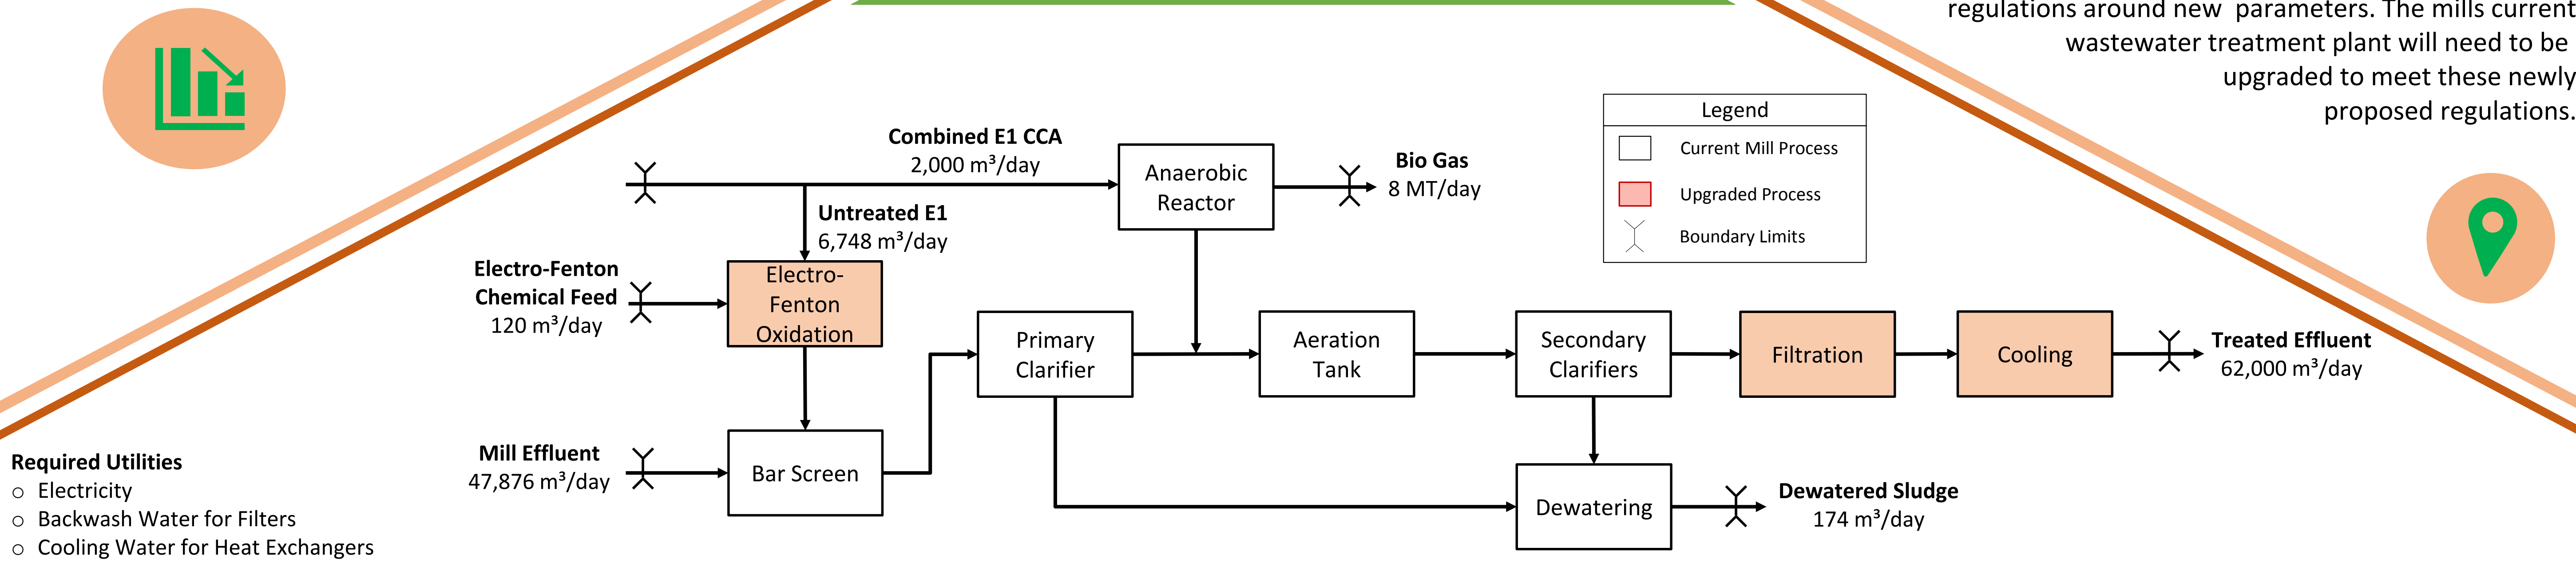 regulations around new  parameters. The mills current
wastewater treatment plant will need to be
upgraded to meet these newly
proposed regulations.
Legend
Current Mill Process
Upgraded Process
Boundary Limits
Combined E1 CCA
2,000 m³/day
Anaerobic
Reactor
Bio Gas
8 MT/day
Untreated E1
6,748 m³/day
Electro-Fenton
Chemical Feed
120 m³/day
Electro-
Fenton
Oxidation
Primary
Clarifier
Aeration
Tank
Secondary
Clarifiers
Filtration
Cooling
Treated Effluent
62,000 m³/day
Mill Effluent
47,876 m³/day
Bar Screen
Dewatering
Dewatered Sludge
174 m³/day
Required Utilities
o Electricity
o Backwash Water for Filters
o Cooling Water for Heat Exchangers